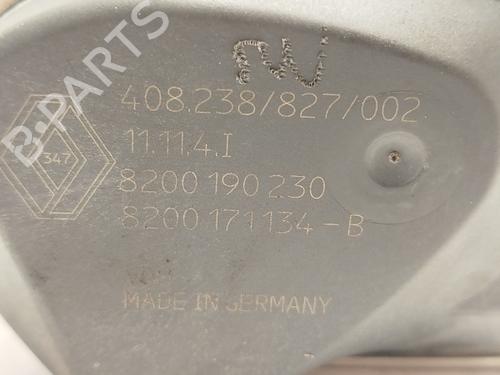 B-PARTS
408.238/827/002
11.11.4.I
347
8200 190 230
8200 171 134 - B
MADE IN GERMANY